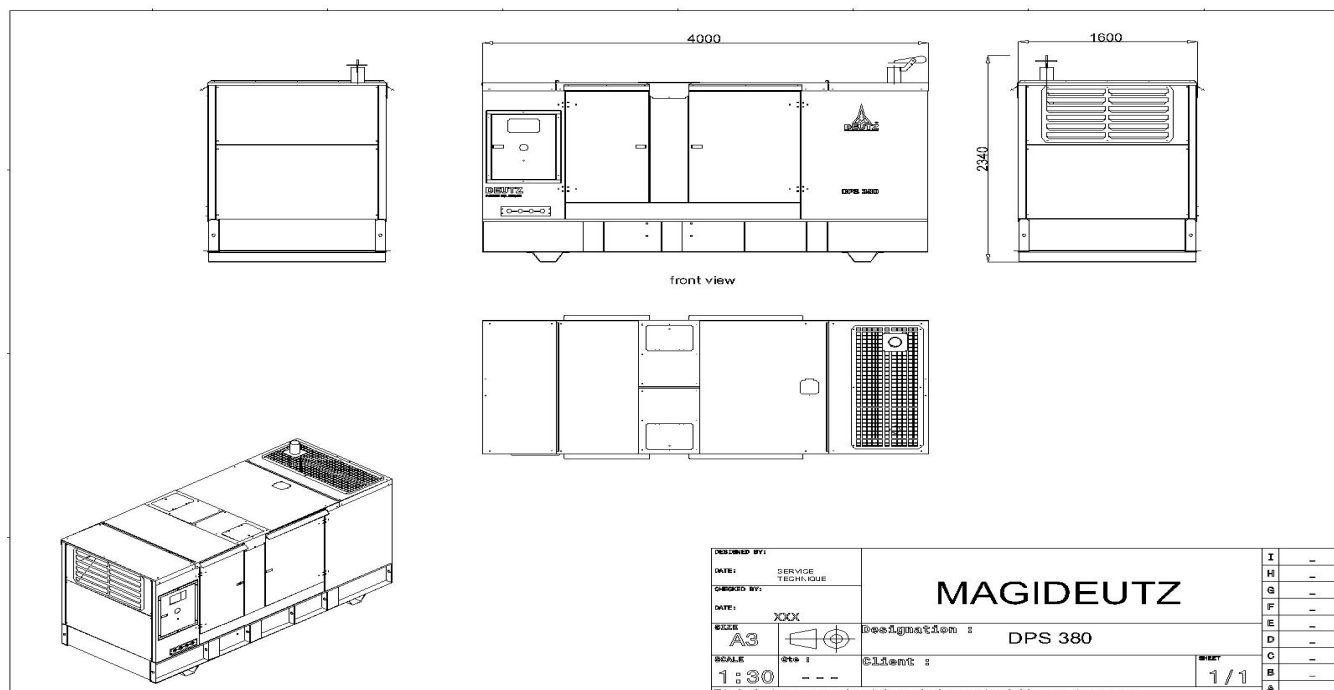 4000
1600
2340
DEUTZ
DPS 380
DEUTZ
front view
DESIGNED BY:
DATE: SERVICE TECHNIQUE
CHECKED BY:
DATE: XXX
SIZE
A3
SCALE
1:30
Qte :
---
MAGIDEUTZ
Designation : DPS 380
Client :
SHEET
1/1
I -
H -
G -
F -
E -
D -
C -
B -
A